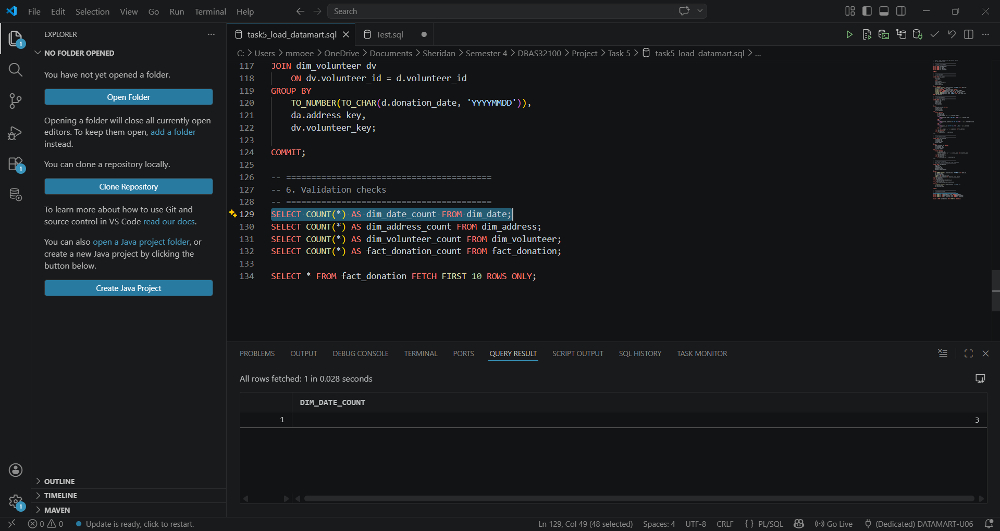 File Edit Selection View Go Run Terminal Help
Search
EXPLORER
NO FOLDER OPENED
You have not yet opened a folder.
Open Folder
Opening a folder will close all currently open
editors. To keep them open, add a folder
instead.
You can clone a repository locally.
Clone Repository
To learn more about how to use Git and
source control in VS Code read our docs.
You can also open a Java project folder, or
create a new Java project by clicking the
button below.
Create Java Project
OUTLINE
TIMELINE
MAVEN
1
1
1
task5_load_datamart.sql
Test.sql
C: > Users > mmoee > OneDrive > Documents > Sheridan > Semester 4 > DBAS32100 > Project > Task 5 > task5_load_datamart.sql > ...
117 JOIN dim_volunteer dv
118 ON dv.volunteer_id = d.volunteer_id
119 GROUP BY
120 TO_NUMBER(TO_CHAR(d.donation_date, 'YYYYMMDD')),
121 da.address_key,
122 dv.volunteer_key;
123
124 COMMIT;
125
126 -- =========================================
127 -- 6. Validation checks
128 -- =========================================
129 SELECT COUNT(*) AS dim_date_count FROM dim_date;
130 SELECT COUNT(*) AS dim_address_count FROM dim_address;
131 SELECT COUNT(*) AS dim_volunteer_count FROM dim_volunteer;
132 SELECT COUNT(*) AS fact_donation_count FROM fact_donation;
133
134 SELECT * FROM fact_donation FETCH FIRST 10 ROWS ONLY;
PROBLEMS OUTPUT DEBUG CONSOLE TERMINAL PORTS QUERY RESULT SCRIPT OUTPUT SQL HISTORY TASK MONITOR
All rows fetched: 1 in 0.028 seconds
DIM_DATE_COUNT
1 3
0 0 Update is ready, click to restart.
Ln 129, Col 49 (48 selected) Spaces: 4 UTF-8 CRLF {} PL/SQL Go Live (Dedicated) DATAMART-U06